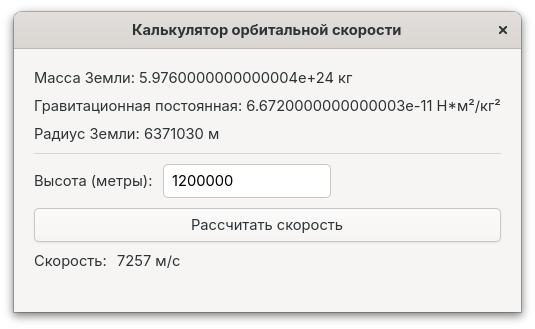 Калькулятор орбитальной скорости
Масса Земли: 5.9760000000000004e+24 кг
Гравитационная постоянная: 6.6720000000000003e-11 Н*м²/кг²
Радиус Земли: 6371030 м
Высота (метры): 1200000
Рассчитать скорость
Скорость: 7257 м/с